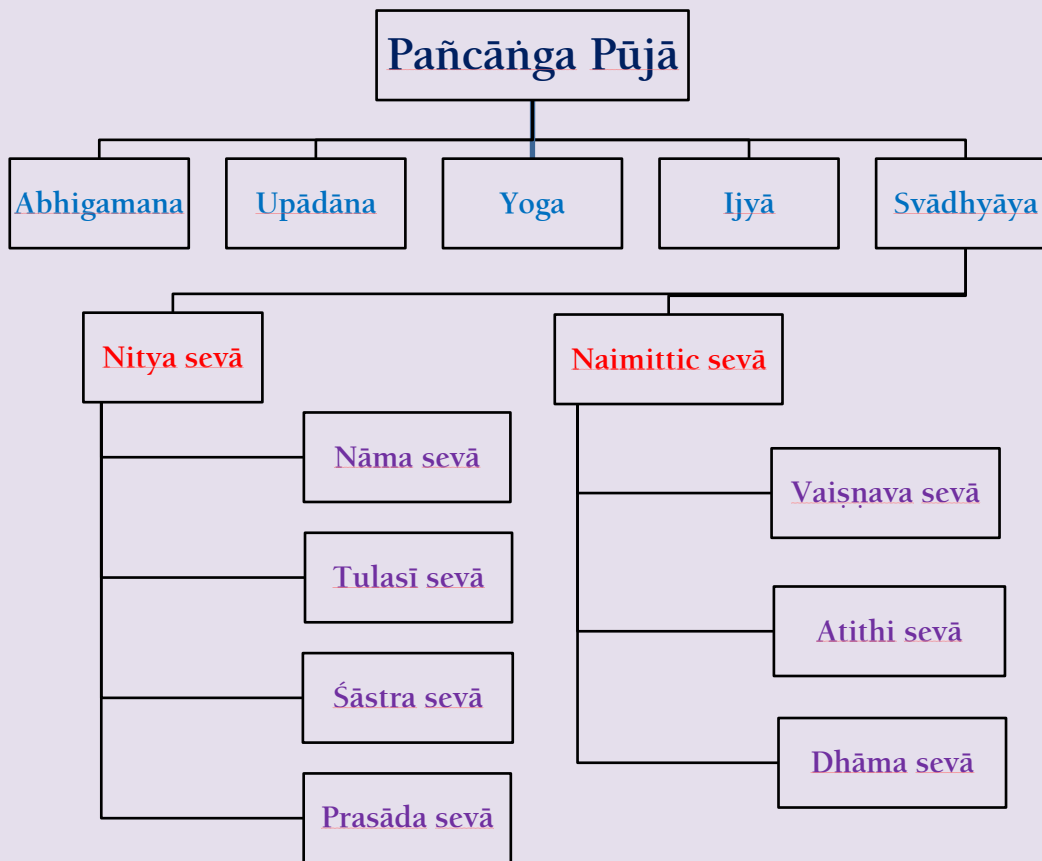 Pañcāṅga Pūjā
Abhigamana
Upādāna
Yoga
Ijyā
Svādhyāya
Nitya sevā
Naimittic sevā
Nāma sevā
Tulasī sevā
Śāstra sevā
Prasāda sevā
Vaiṣṇava sevā
Atithi sevā
Dhāma sevā